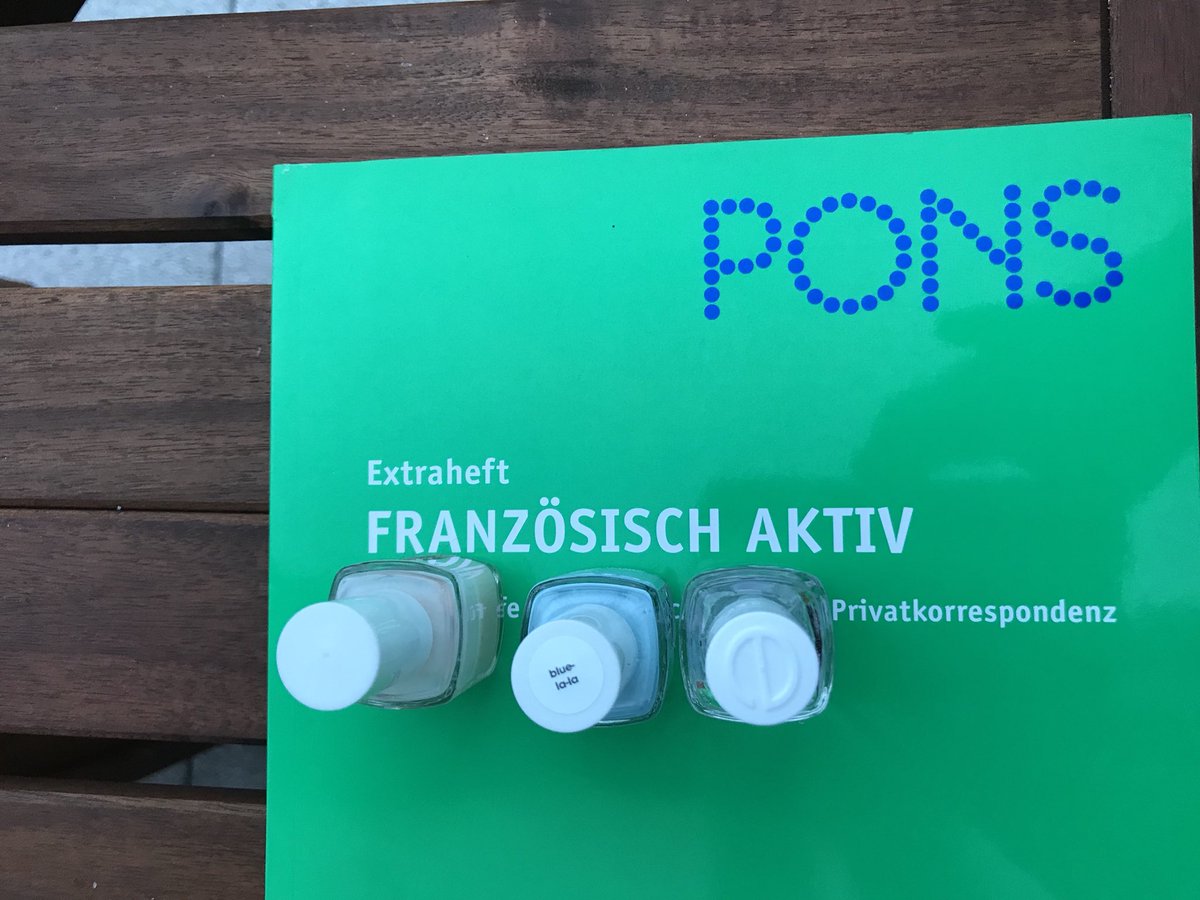 PONS
Extraheft
FRANZÖSISCH AKTIV
Privatkorrespondenz
blue-
la-la